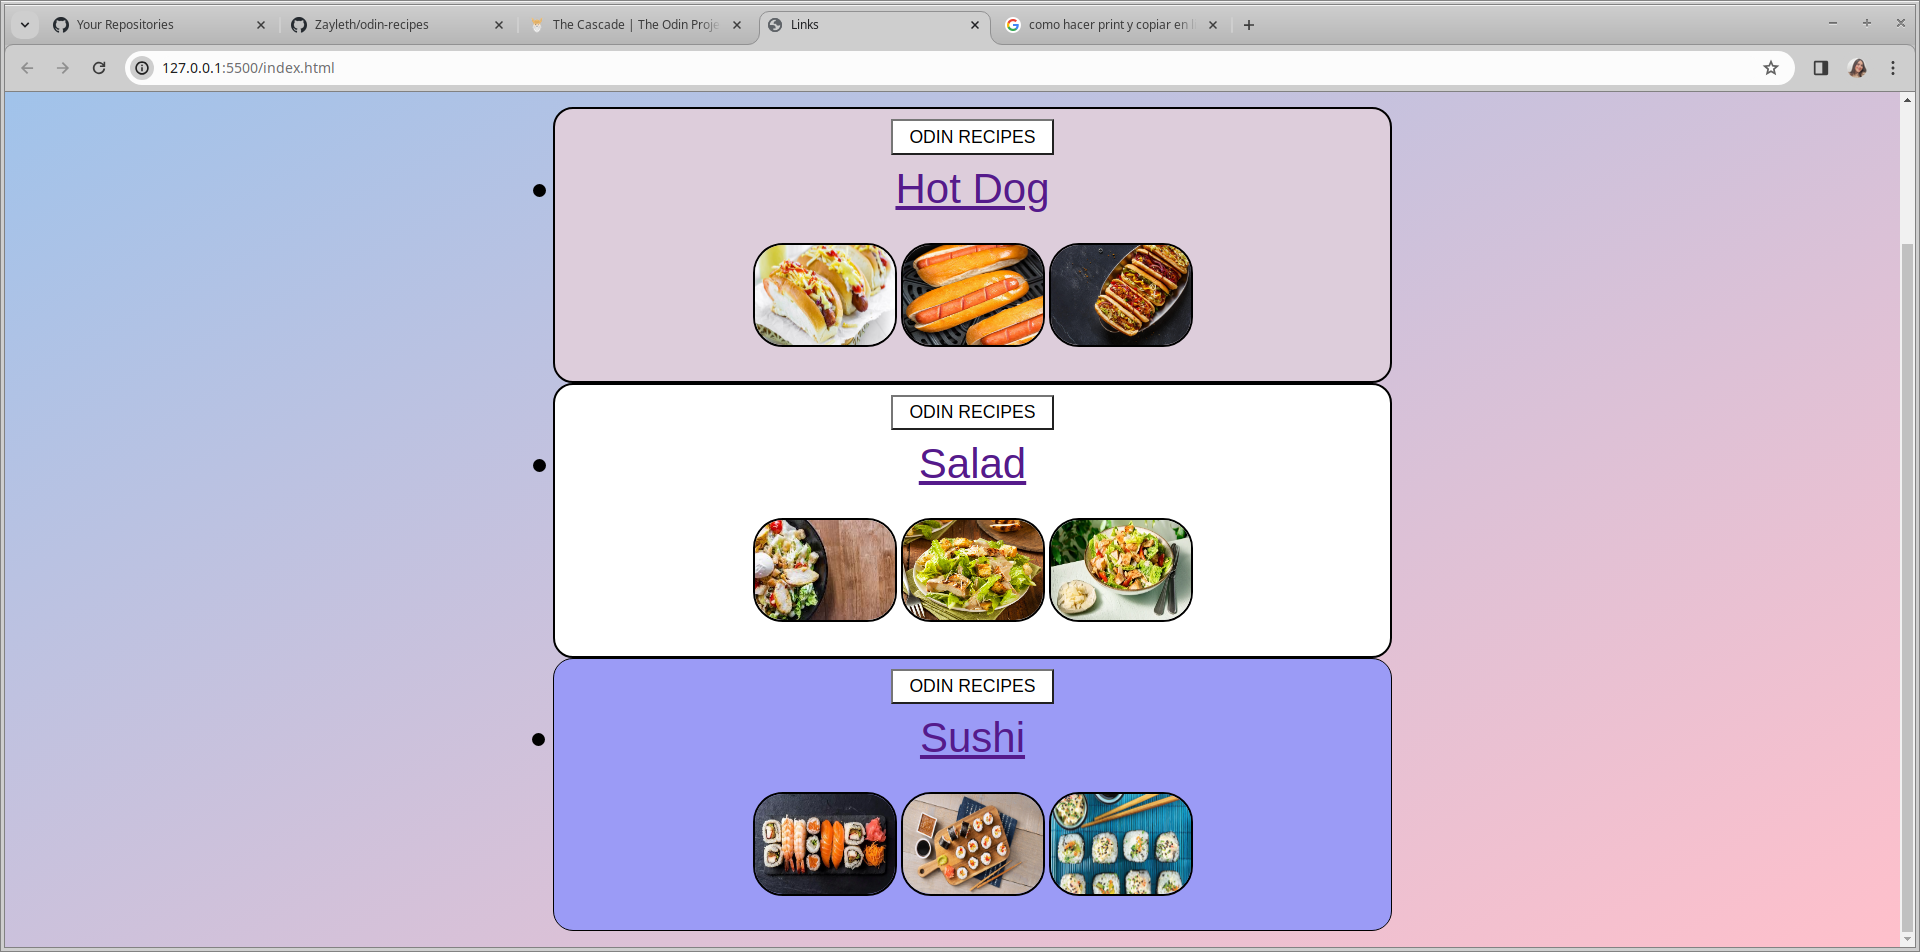 Your Repositories
Zayleth/odin-recipes
The Cascade | The Odin Proje
Links
como hacer print y copiar en l
127.0.0.1:5500/index.html
ODIN RECIPES
Hot Dog
ODIN RECIPES
Salad
ODIN RECIPES
Sushi